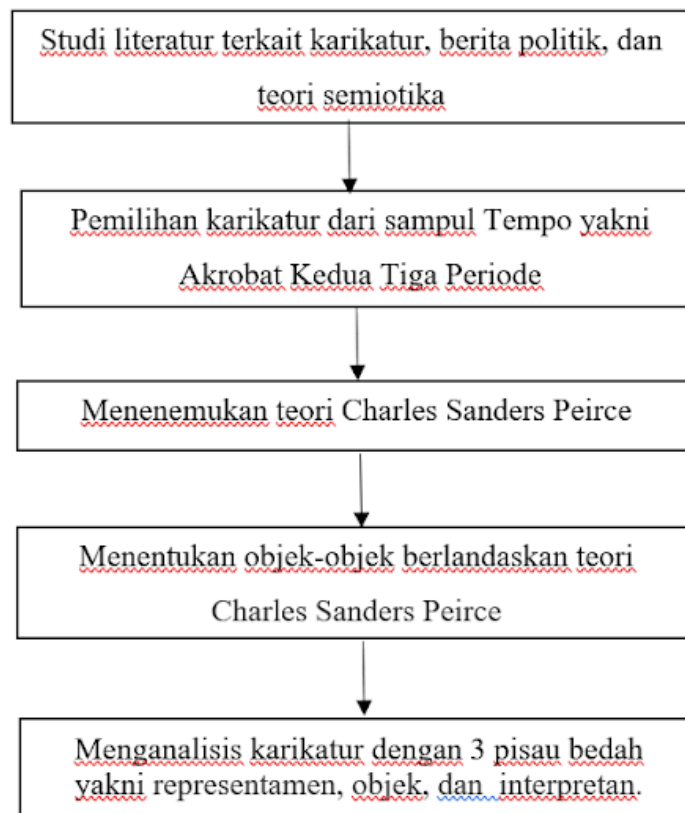 Studi literatur terkait karikatur, berita politik, dan
teori semiotika
Pemilihan karikatur dari sampul Tempo yakni
Akrobat Kedua Tiga Periode
Menenemukan teori Charles Sanders Peirce
Menentukan objek-objek berlandaskan teori
Charles Sanders Peirce
Menganalisis karikatur dengan 3 pisau bedah
yakni representamen, objek, dan interpretan.